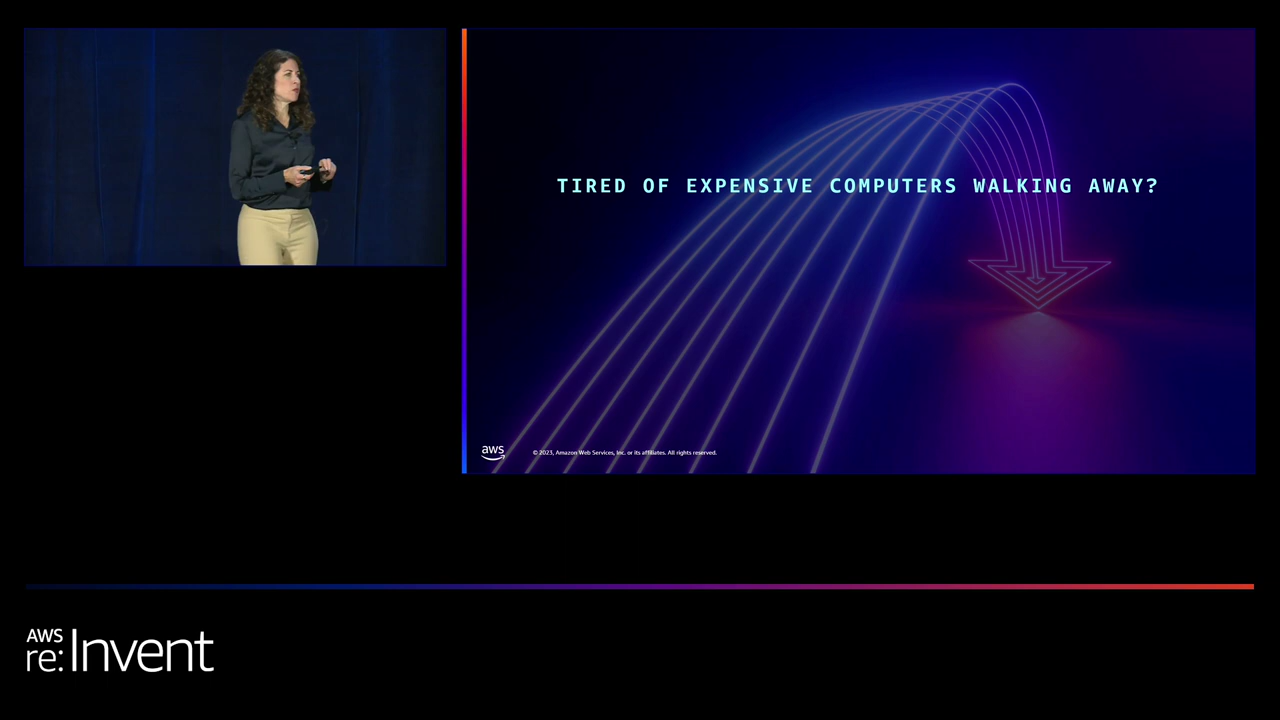 TIRED OF EXPENSIVE COMPUTERS WALKING AWAY?
aws
© 2023, Amazon Web Services, Inc. or its affiliates. All rights reserved.
AWS
re:Invent